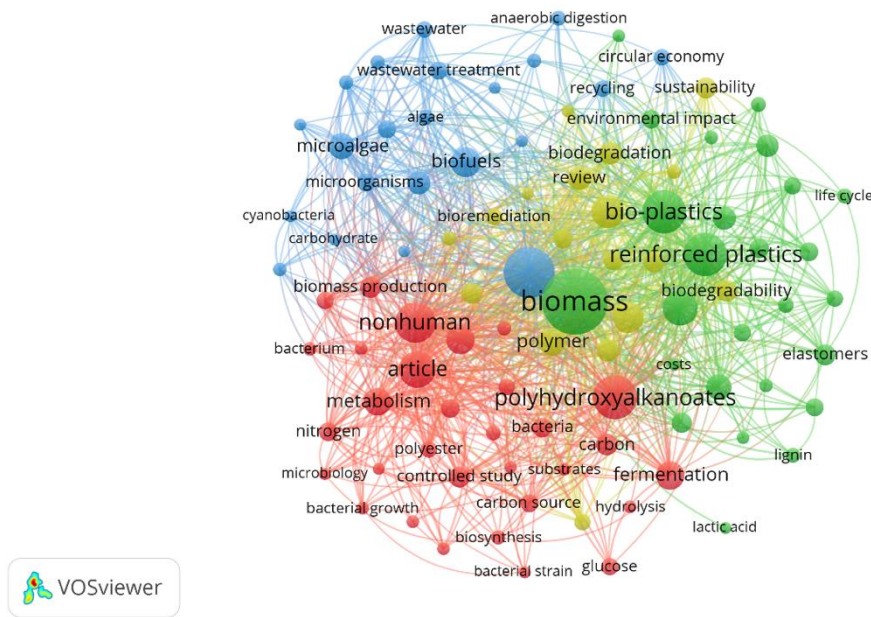 wastewater
anaerobic digestion
circular economy
wastewater treatment
recycling
sustainability
algae
environmental impact
microalgae
biofuels
biodegradation
review
microorganisms
bio-plastics
life cycle
cyanobacteria
bioremediation
carbohydrate
reinforced plastics
biomass production
biomass
biodegradability
nonhuman
bacterium
polymer
elastomers
article
costs
metabolism
polyhydroxyalkanoates
nitrogen
bacteria
polyester
carbon
lignin
microbiology
controlled study
substrates
fermentation
bacterial growth
carbon source
hydrolysis
lactic acid
biosynthesis
bacterial strain
glucose
VOSviewer